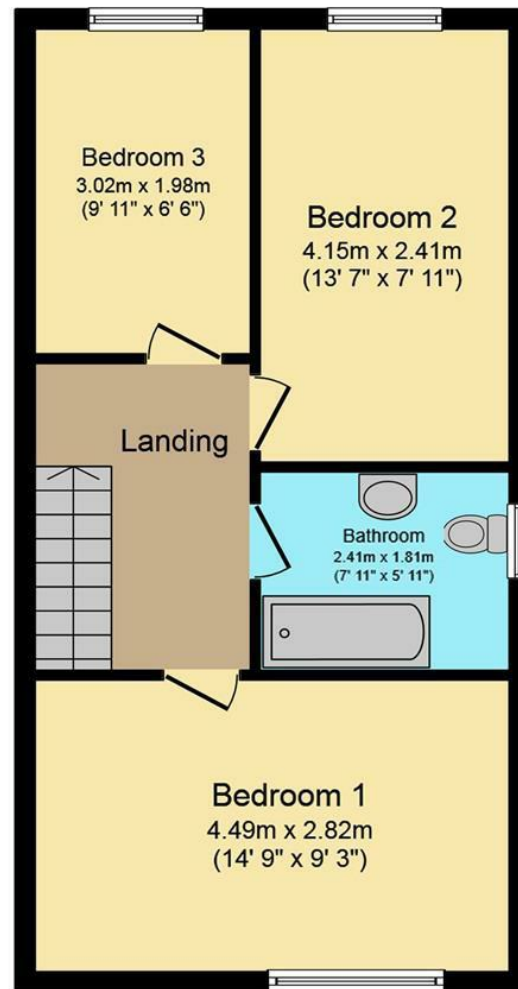 Bedroom 3
3.02m x 1.98m
(9' 11" x 6' 6")
Bedroom 2
4.15m x 2.41m
(13' 7" x 7' 11")
Landing
Bathroom
2.41m x 1.81m
(7' 11" x 5' 11")
Bedroom 1
4.49m x 2.82m
(14' 9" x 9' 3")